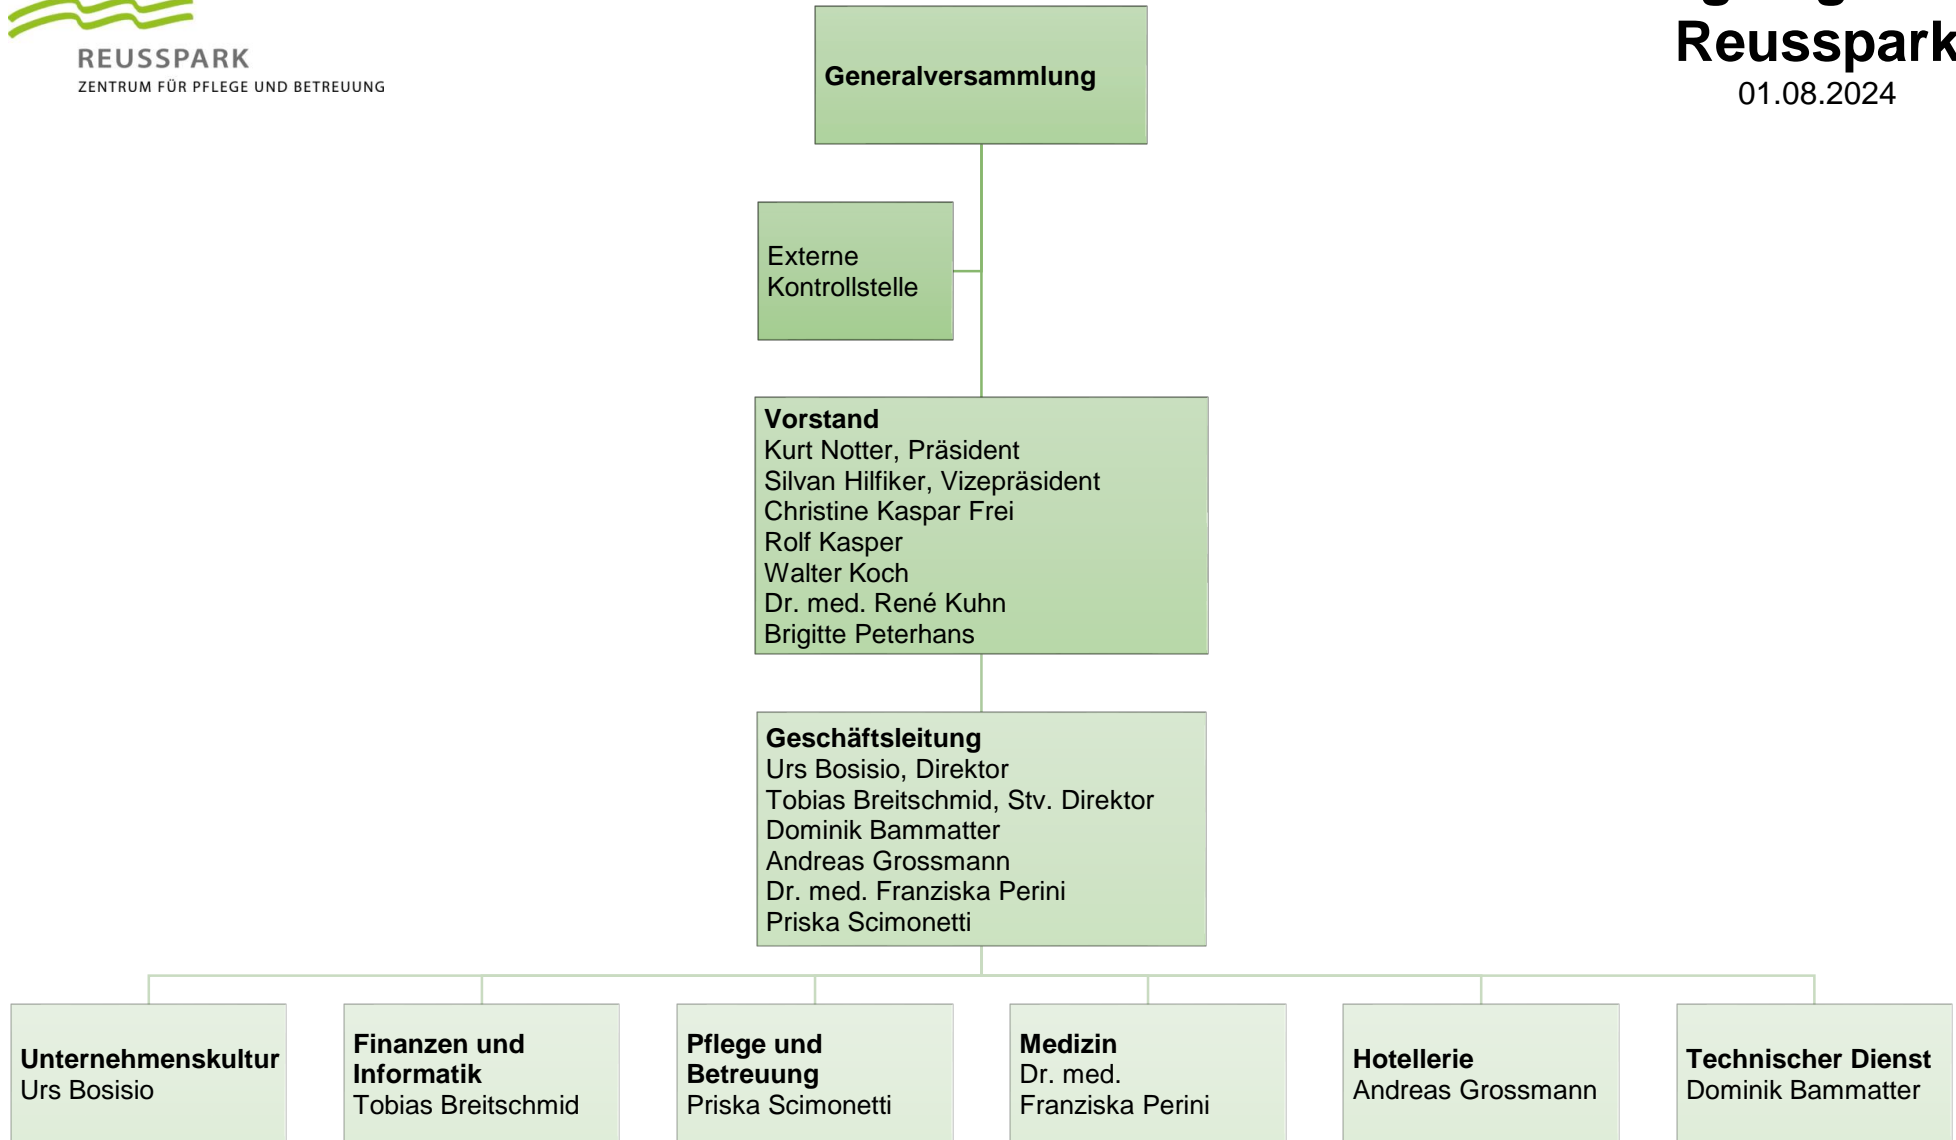 REUSSPARK
ZENTRUM FÜR PFLEGE UND BETREUUNG
Reusspark
01.08.2024
Generalversammlung
Externe
Kontrollstelle
Vorstand
Kurt Notter, Präsident
Silvan Hilfiker, Vizepräsident
Christine Kaspar Frei
Rolf Kasper
Walter Koch
Dr. med. René Kuhn
Brigitte Peterhans
Geschäftsleitung
Urs Bosisio, Direktor
Tobias Breitschmid, Stv. Direktor
Dominik Bammatter
Andreas Grossmann
Dr. med. Franziska Perini
Priska Scimonetti
Unternehmenskultur
Urs Bosisio
Finanzen und
Informatik
Tobias Breitschmid
Pflege und
Betreuung
Priska Scimonetti
Medizin
Dr. med.
Franziska Perini
Hotellerie
Andreas Grossmann
Technischer Dienst
Dominik Bammatter